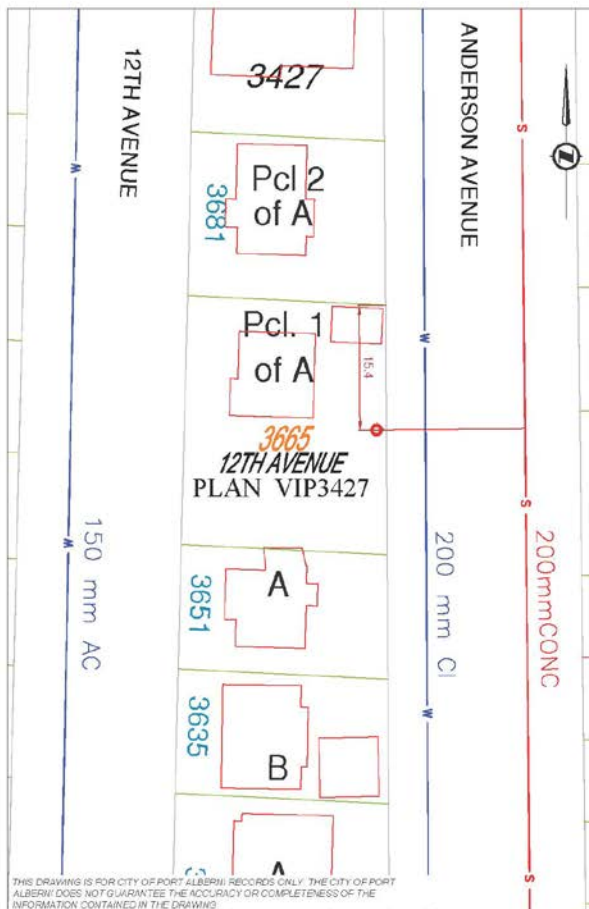 12TH AVENUE
3427
ANDERSON AVENUE
S
W
Pcl 2
of A
3681
Pcl. 1
of A
W
15.4
3665
12TH AVENUE
PLAN VIP3427
S
W
150 mm AC
A
3651
200 mm CI
200mmCONC
3635
B
W
A
S
THIS DRAWING IS FOR CITY OF PORT ALBERNI RECORDS ONLY. THE CITY OF PORT
ALBERNI DOES NOT GUARANTEE THE ACCURACY OR COMPLETENESS OF THE
INFORMATION CONTAINED IN THE DRAWING